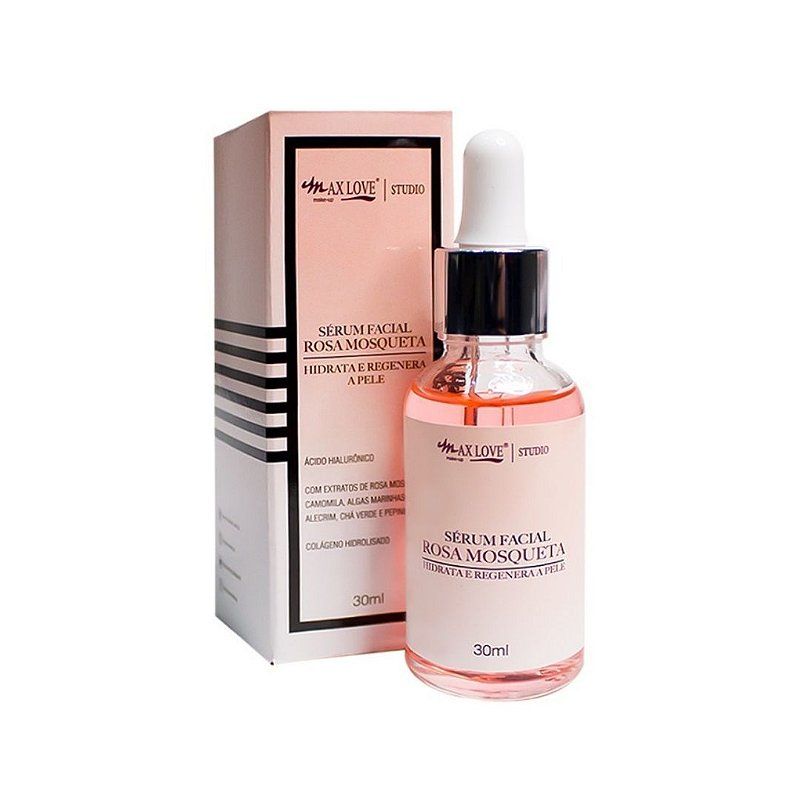 MAX LOVE® | STUDIO
make-up
SÉRUM FACIAL
ROSA MOSQUETA
HIDRATA E REGENERA
A PELE
ÁCIDO HIALURÔNICO
COM EXTRATOS DE ROSA
CAMOMILA, ALGAS MARINHAS
ALECRIM, CHÁ VERDE E
COLÁGENO HIDROLISADO
30ml
MAX LOVE® | STUDIO
make-up
SÉRUM FACIAL
ROSA MOSQUETA
HIDRATA E REGENERA A PELE
30ml